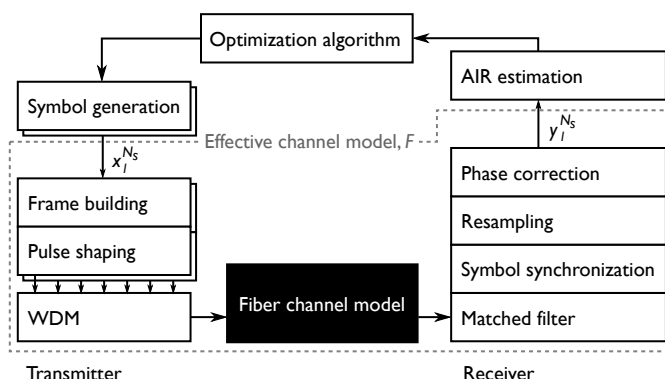 Optimization algorithm
AIR estimation
Symbol generation
Effective channel model, F
x_l^{N_s}
y_l^{N_s}
Frame building
Pulse shaping
WDM
Fiber channel model
Phase correction
Resampling
Symbol synchronization
Matched filter
Transmitter
Receiver